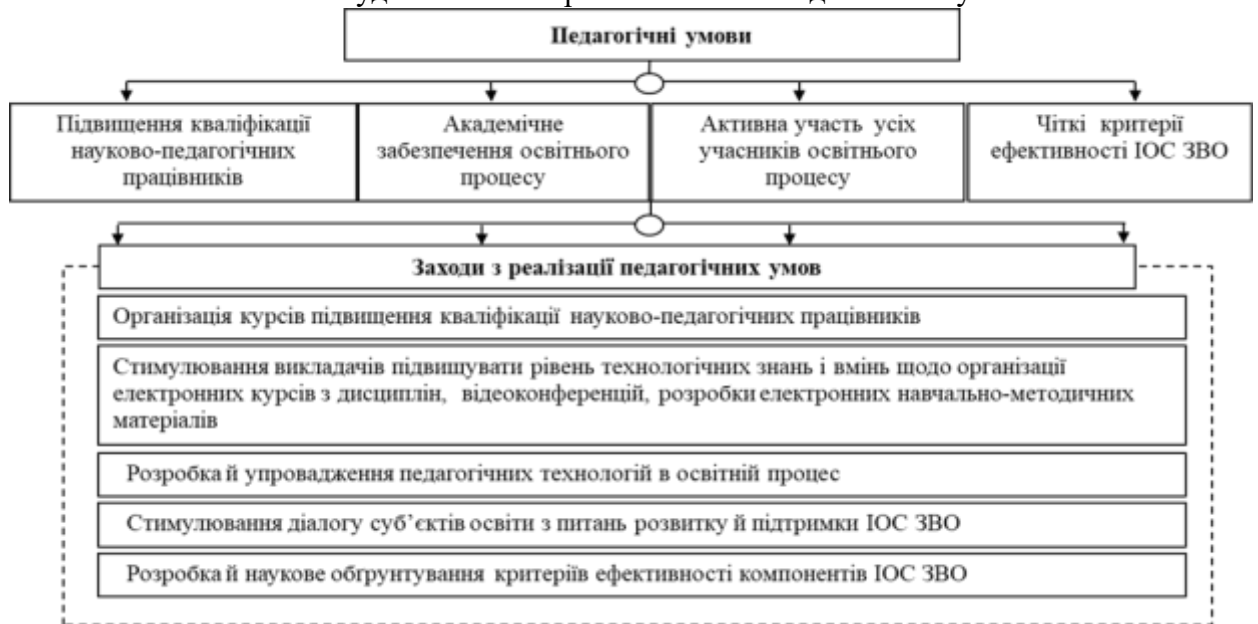 Педагогічні умови
Підвищення кваліфікації
науково-педагогічних
працівників
Академічне
забезпечення освітнього
процесу
Активна участь усіх
учасників освітнього
процесу
Чіткі критерії
ефективності ІОС ЗВО
Заходи з реалізації педагогічних умов
Організація курсів підвищення кваліфікації науково-педагогічних працівників
Стимулювання викладачів підвищувати рівень технологічних знань і вмінь щодо організації
електронних курсів з дисциплін, відеоконференцій, розробки електронних навчально-методичних
матеріалів
Розробка й упровадження педагогічних технологій в освітній процес
Стимулювання діалогу суб’єктів освіти з питань розвитку й підтримки ІОС ЗВО
Розробка й наукове обґрунтування критеріїв ефективності компонентів ІОС ЗВО